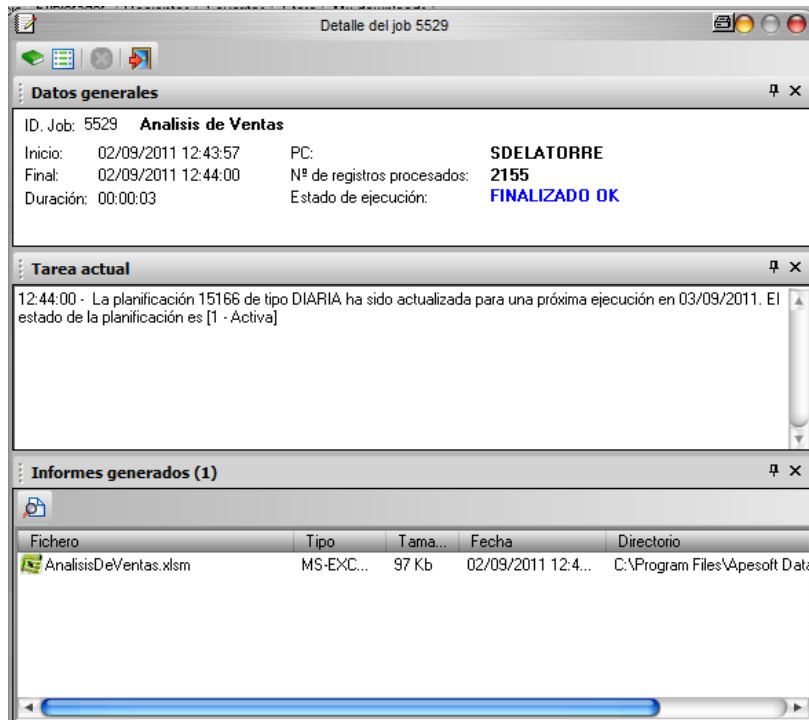 Detalle del job 5529
Datos generales
ID. Job: 5529 Analisis de Ventas
Inicio: 02/09/2011 12:43:57 PC: SDELATORRE
Final: 02/09/2011 12:44:00 Nº de registros procesados: 2155
Duración: 00:00:03 Estado de ejecución: FINALIZADO OK
Tarea actual
12:44:00 - La planificación 15166 de tipo DIARIA ha sido actualizada para una próxima ejecución en 03/09/2011. El
estado de la planificación es [1 - Activa]
Informes generados (1)
Fichero Tipo Tama... Fecha Directorio
AnalisisDeVentas.xlsm MS-EXC... 97 Kb 02/09/2011 12:4... C:\Program Files\Apesoft Data